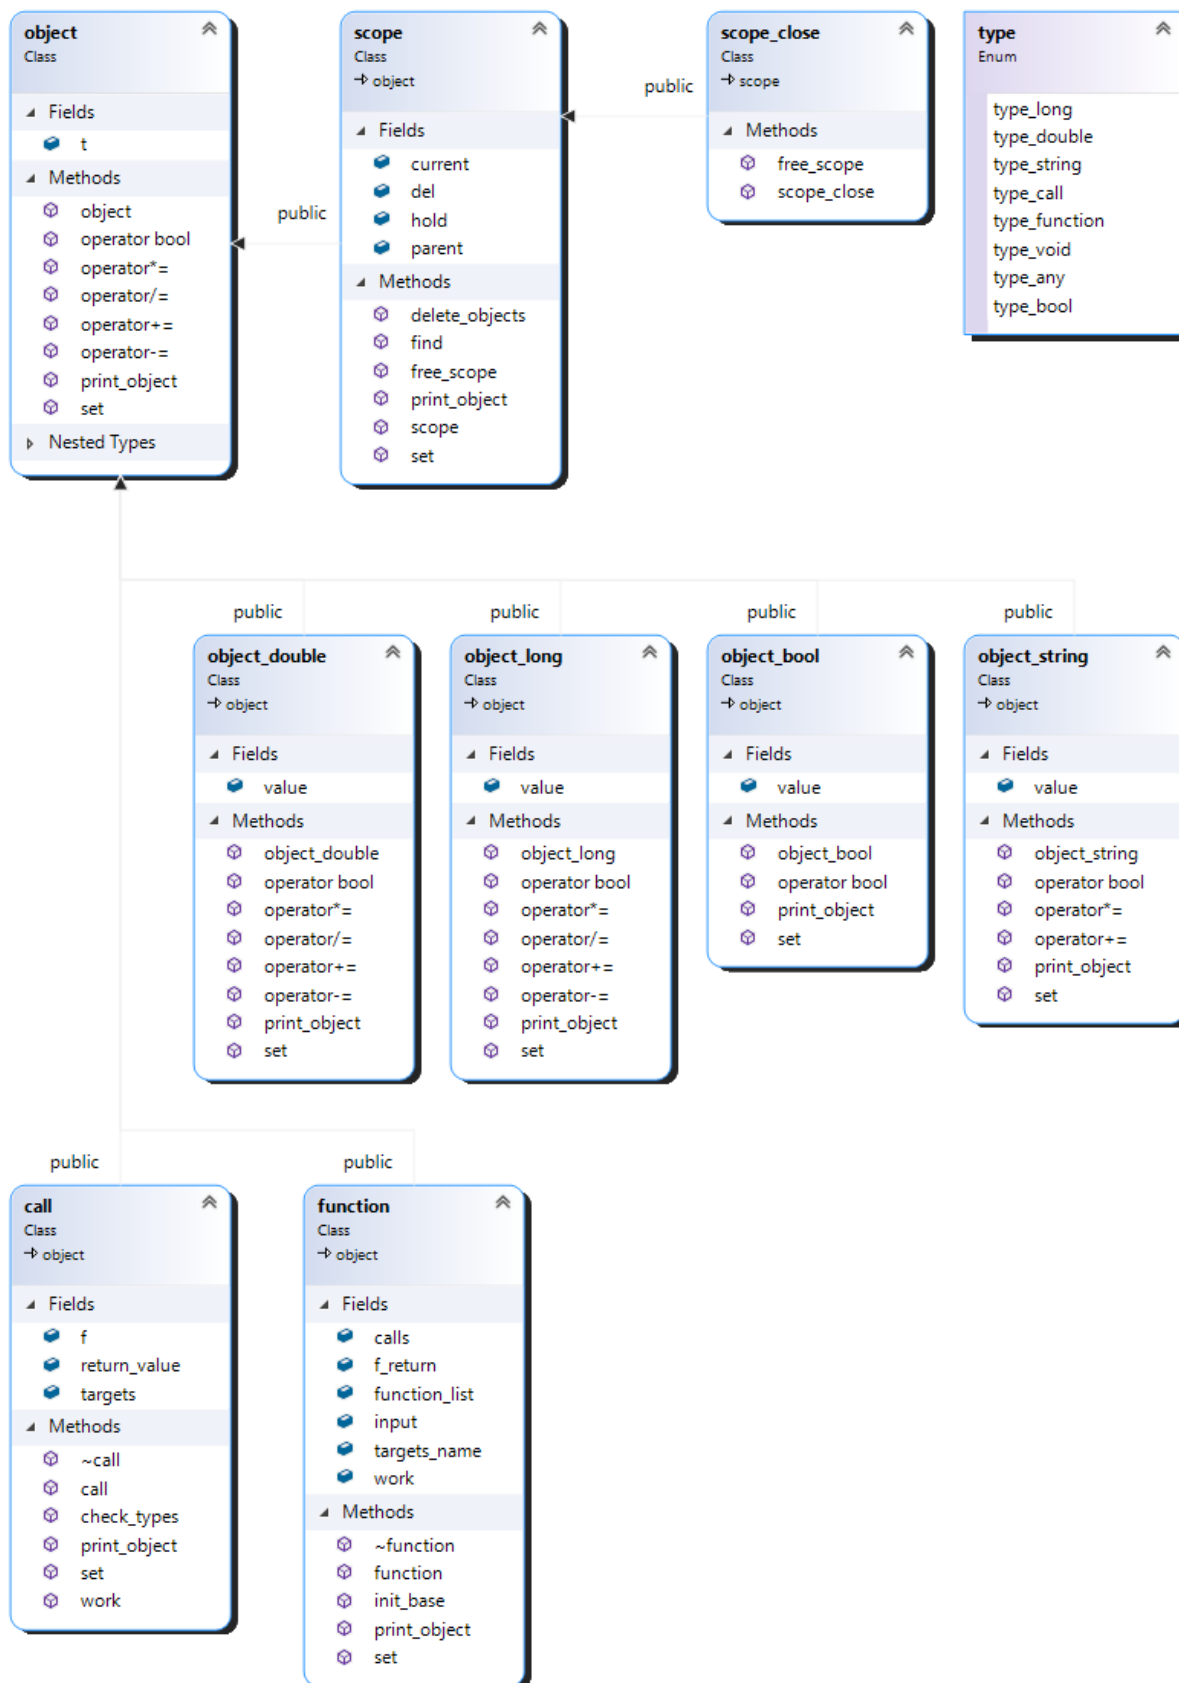 object
Class
Fields
t
Methods
object
operator bool
operator*=
operator/=
operator+=
operator-=
print_object
set
Nested Types
public
scope
Class
object
Fields
current
del
hold
parent
Methods
delete_objects
find
free_scope
print_object
scope
set
public
scope_close
Class
scope
Methods
free_scope
scope_close
type
Enum
type_long
type_double
type_string
type_call
type_function
type_void
type_any
type_bool
public
object_double
Class
object
Fields
value
Methods
object_double
operator bool
operator*=
operator/=
operator+=
operator-=
print_object
set
public
object_long
Class
object
Fields
value
Methods
object_long
operator bool
operator*=
operator/=
operator+=
operator-=
print_object
set
public
object_bool
Class
object
Fields
value
Methods
object_bool
operator bool
print_object
set
public
object_string
Class
object
Fields
value
Methods
object_string
operator bool
operator*=
operator+=
print_object
set
public
call
Class
object
Fields
f
return_value
targets
Methods
~call
call
check_types
print_object
set
work
public
function
Class
object
Fields
calls
f_return
function_list
input
targets_name
work
Methods
~function
function
init_base
print_object
set